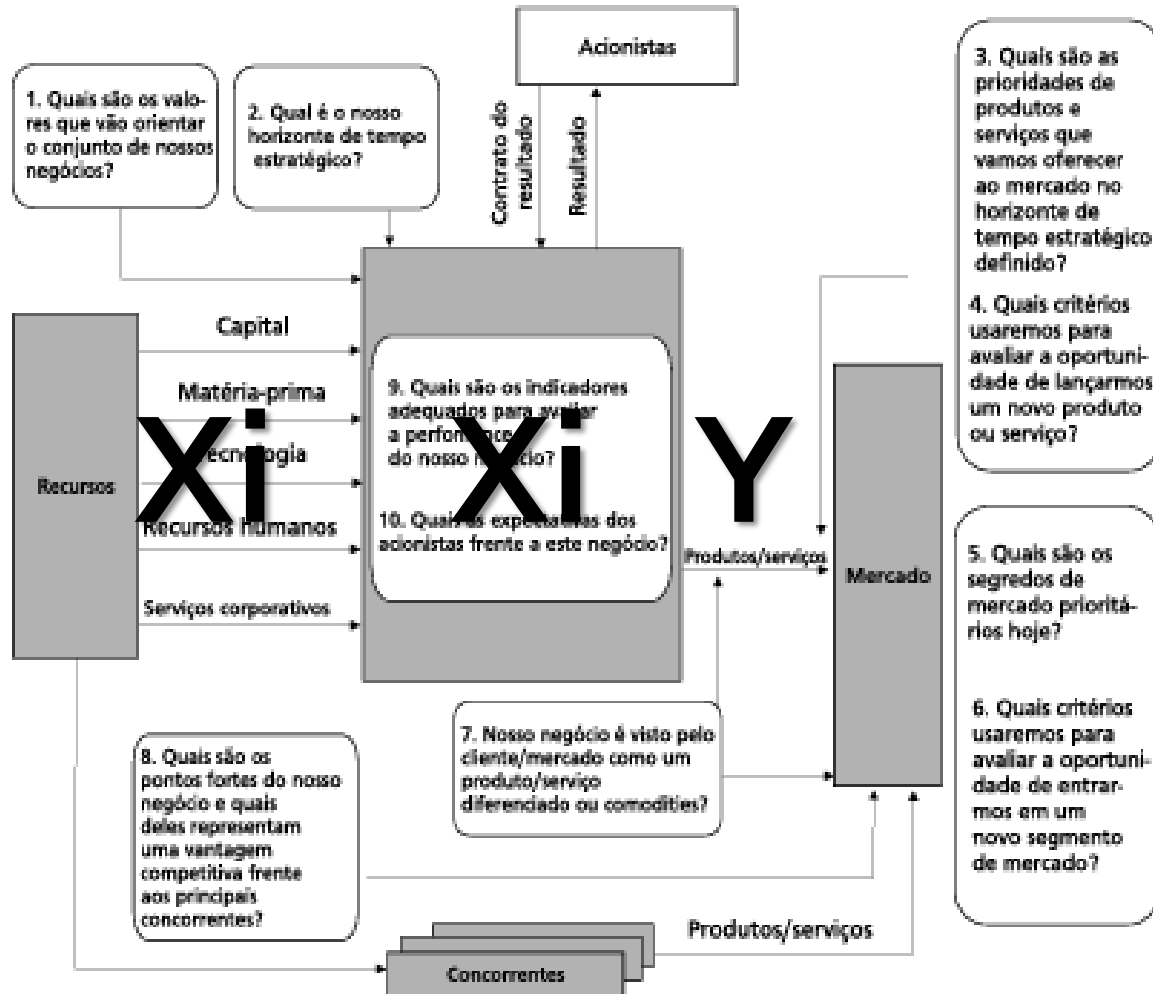 Acionistas
1. Quais são os valo-
res que vão orientar
o conjunto de nossos
negócios?
2. Qual é o nosso
horizonte de tempo
estratégico?
Contrato do
resultado
Resultado
3. Quais são as
prioridades de
produtos e
serviços que
vamos oferecer
ao mercado no
horizonte de
tempo estratégico
definido?
4. Quais critérios
usaremos para
avaliar a oportuni-
dade de lançarmos
um novo produto
ou serviço?
Recursos
Capital
Matéria-prima
Tecnologia
Recursos humanos
Serviços corporativos
Xi
Xi
Y
9. Quais são os indicadores
adequados para avaliar
a perfomance
do nosso negócio?
10. Quais as expectativas dos
acionistas frente a este negócio?
Produtos/serviços
Mercado
5. Quais são os
segredos de
mercado prioritá-
rios hoje?
6. Quais critérios
usaremos para
avaliar a oportuni-
dade de entrar-
mos em um
novo segmento
de mercado?
7. Nosso negócio é visto pelo
cliente/mercado como um
produto/serviço
diferenciado ou comodities?
8. Quais são os
pontos fortes do nosso
negócio e quais
deles representam
uma vantagem
competitiva frente
aos principais
concorrentes?
Produtos/serviços
Concorrentes